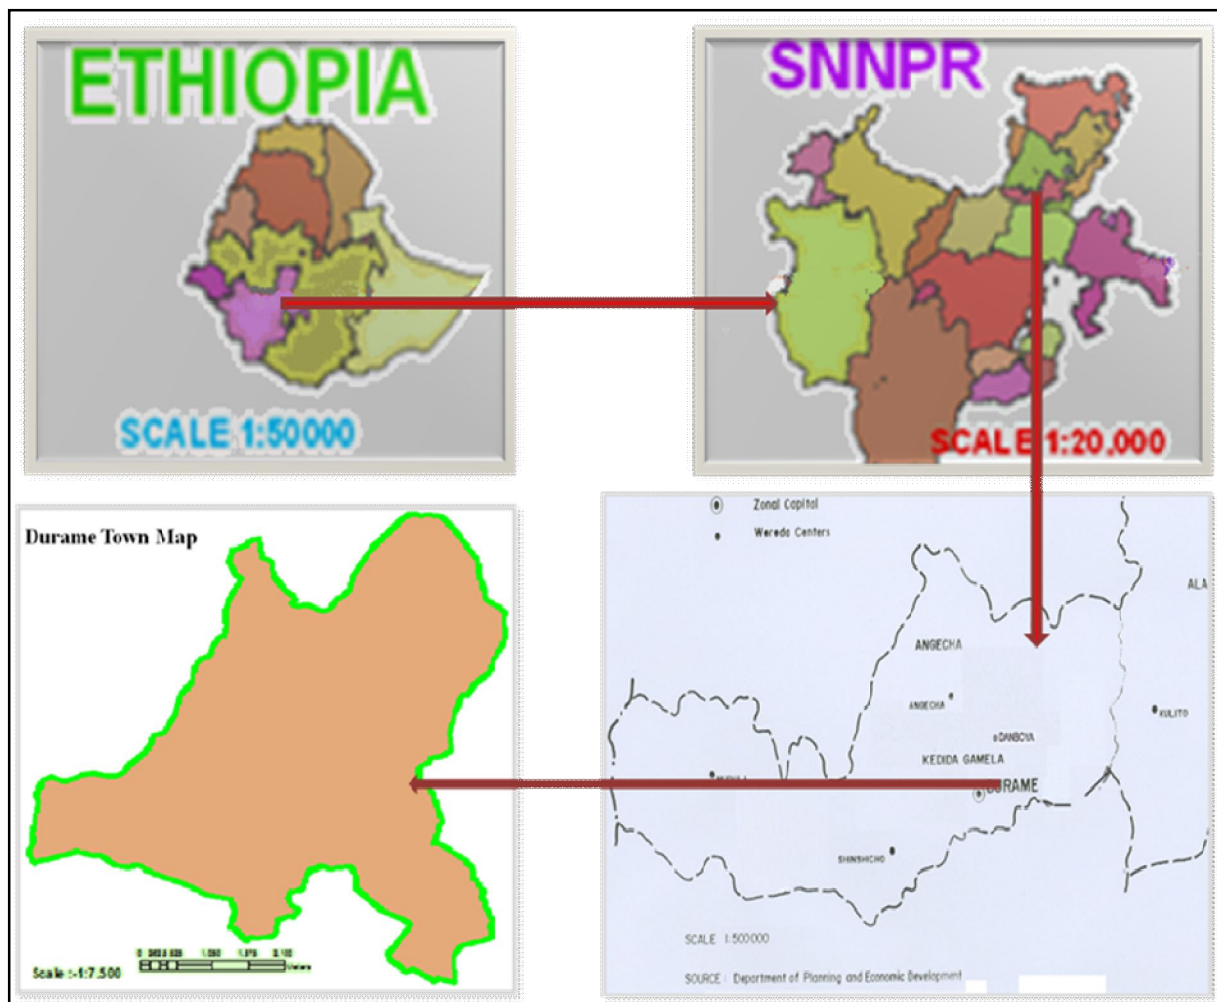 ETHIOPIA
SCALE 1:50000
SNNPR
SCALE 1:20,000
Durame Town Map
Scale :-1:7,500
Zonal Capital
Wereda Centers
ALA
ANGECHA
ANGECHA
KULITO
DANBOYA
KEDIDA GAMELA
DURAME
SHINSHICHO
SCALE 1:500000
SOURCE : Department of Planning and Economic Development